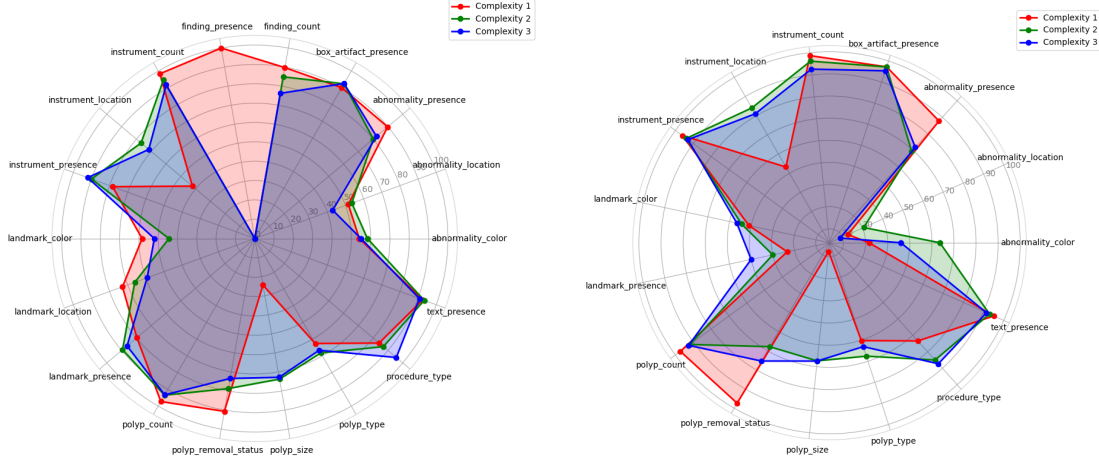 Complexity 1
Complexity 2
Complexity 3
finding_presence
finding_count
instrument_count
box_artifact_presence
instrument_location
abnormality_presence
instrument_presence
abnormality_location
landmark_color
abnormality_color
landmark_location
text_presence
landmark_presence
procedure_type
polyp_count
polyp_type
polyp_removal_status
polyp_size
10
20
30
40
50
60
70
80
90
100
Complexity 1
Complexity 2
Complexity 3
instrument_count
box_artifact_presence
instrument_location
abnormality_presence
instrument_presence
abnormality_location
landmark_color
abnormality_color
landmark_presence
text_presence
polyp_count
procedure_type
polyp_removal_status
polyp_type
polyp_size
30
40
50
60
70
80
90
100